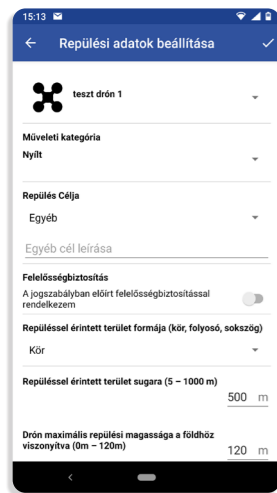 15:13
Repülési adatok beállítása
teszt drón 1
Műveleti kategória
Nyílt
Repülés Célja
Egyéb
Egyéb cél leírása
Felelősségbiztosítás
A jogszabályban előírt felelősségbiztosítással
rendelkezem
Repüléssel érintett terület formája (kör, folyosó, sokszög)
Kör
Repüléssel érintett terület sugara (5 – 1000 m)
500 m
Drón maximális repülési magassága a földhöz
viszonyítva (0m – 120m)
120 m